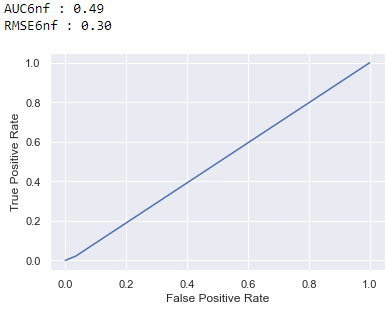 AUC6nf : 0.49
RMSE6nf : 0.30
1.0
0.8
0.6
0.4
0.2
0.0
True Positive Rate
0.0 0.2 0.4 0.6 0.8 1.0
False Positive Rate